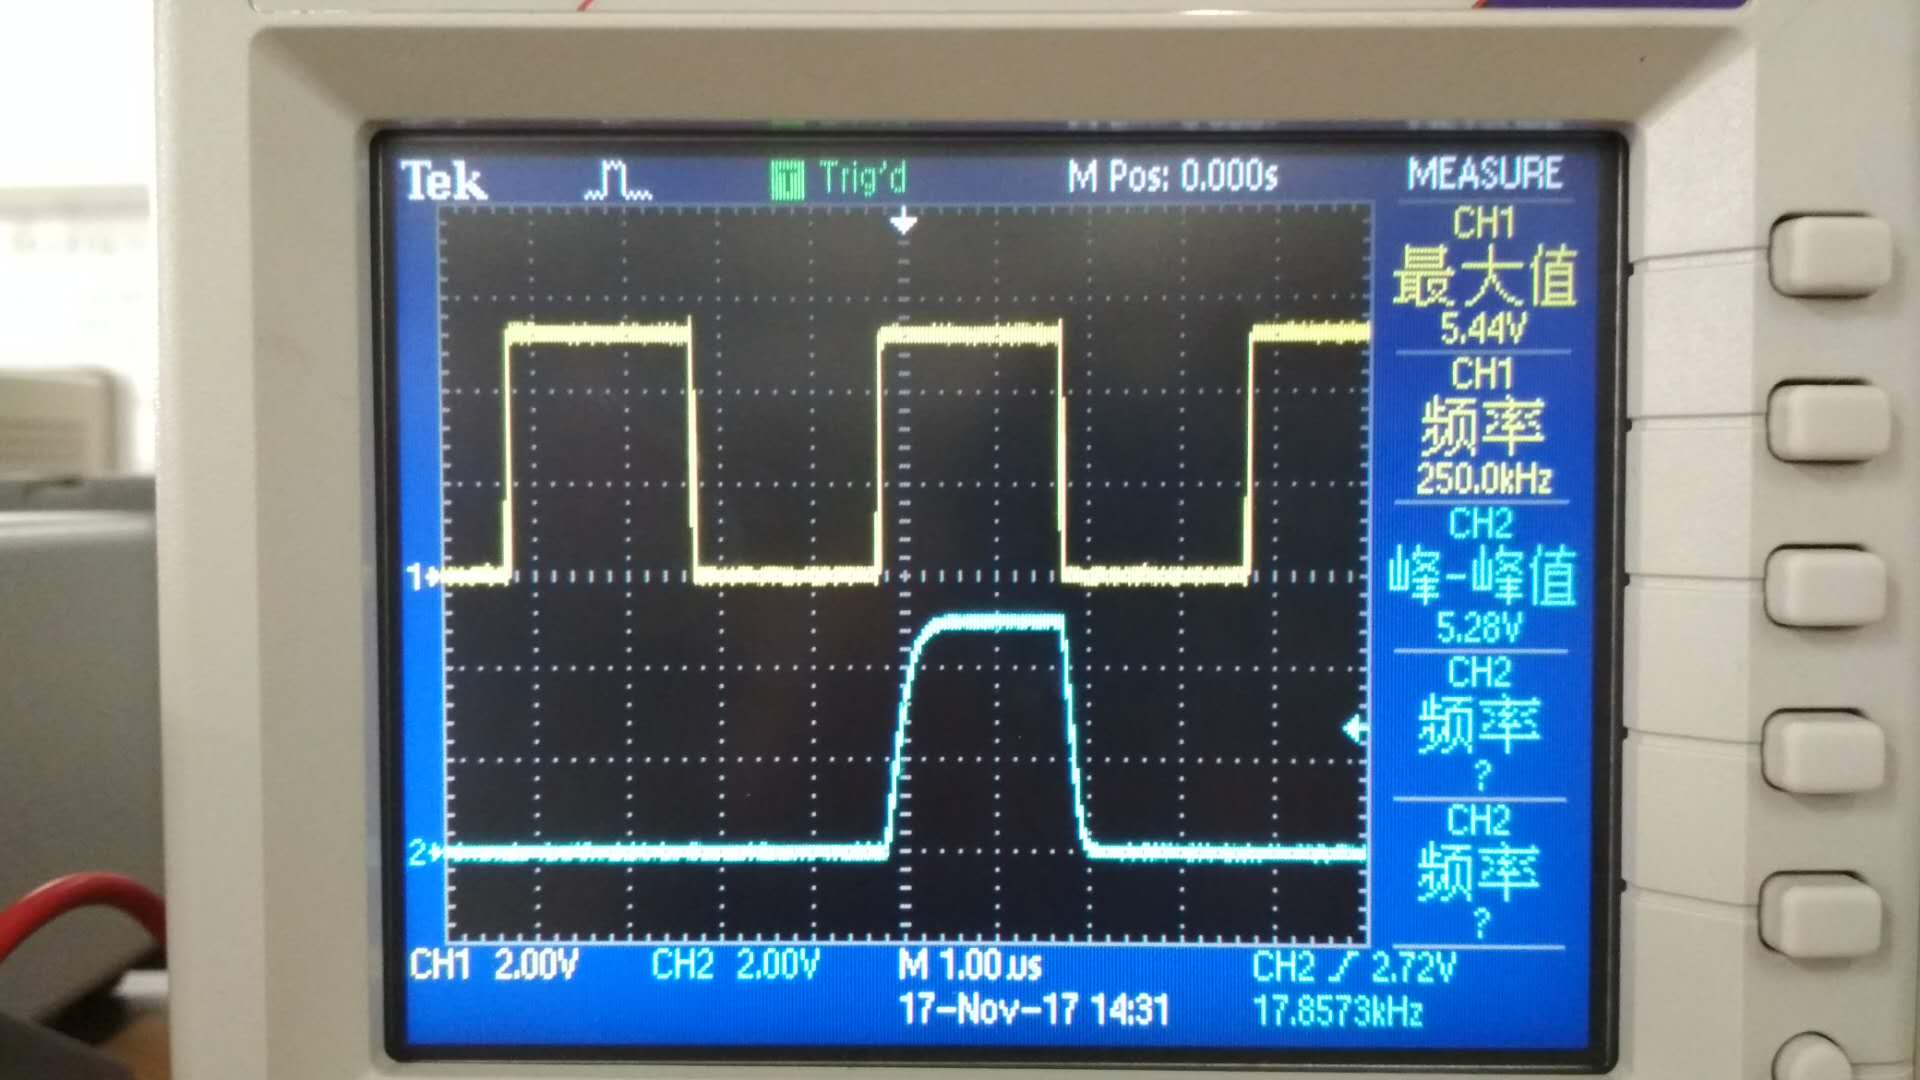 Tek
T Trig'd
M Pos: 0.000s
MEASURE
CH1
最大值
5.44V
CH1
频率
250.0kHz
CH2
峰-峰值
5.28V
CH2
频率
?
CH2
频率
?
1
2
CH1 2.00V
CH2 2.00V
M 1.00µs
CH2 2.72V
17-Nov-17 14:31
17.8573kHz